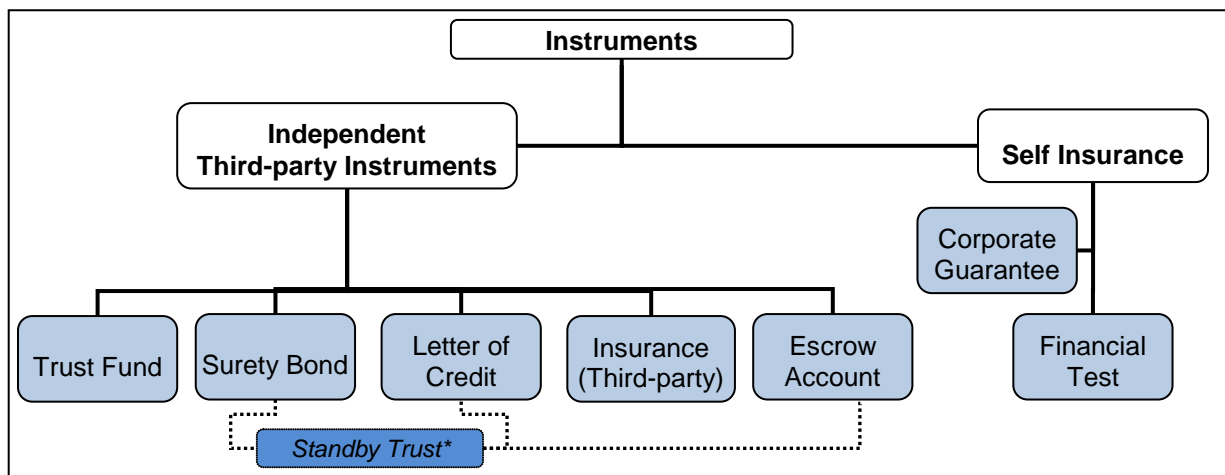 Instruments
Independent
Third-party Instruments
Self Insurance
Corporate
Guarantee
Trust Fund
Surety Bond
Letter of
Credit
Insurance
(Third-party)
Escrow
Account
Financial
Test
Standby Trust*